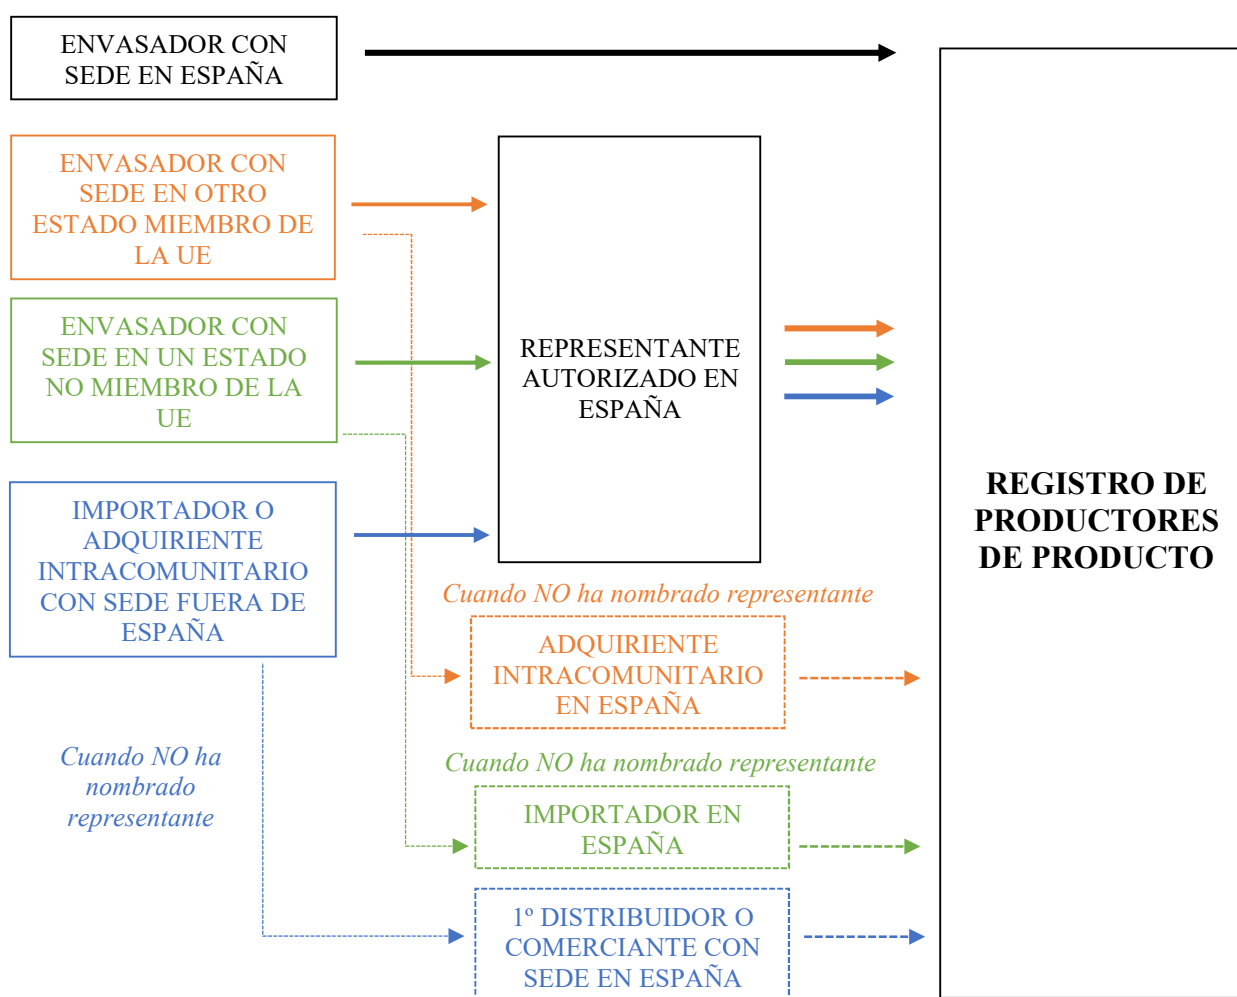 ENVASADOR CON
SEDE EN ESPAÑA
ENVASADOR CON
SEDE EN OTRO
ESTADO MIEMBRO DE
LA UE
ENVASADOR CON
SEDE EN UN ESTADO
NO MIEMBRO DE LA
UE
IMPORTADOR O
ADQUIRIENTE
INTRACOMUNITARIO
CON SEDE FUERA DE
ESPAÑA
Cuando NO ha
nombrado
representante
REPRESENTANTE
AUTORIZADO EN
ESPAÑA
Cuando NO ha nombrado representante
ADQUIRIENTE
INTRACOMUNITARIO
EN ESPAÑA
Cuando NO ha nombrado representante
IMPORTADOR EN
ESPAÑA
1º DISTRIBUIDOR O
COMERCIANTE CON
SEDE EN ESPAÑA
REGISTRO DE
PRODUCTORES
DE PRODUCTO